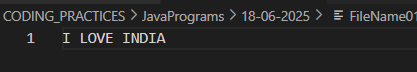 CODING_PRACTICES > JavaPrograms > 18-06-2025 > FileName01
1 I LOVE INDIA